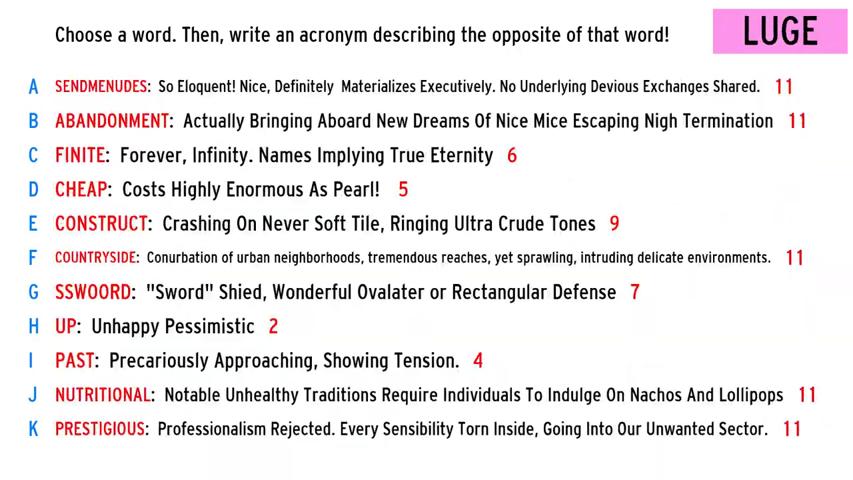 Choose a word. Then, write an acronym describing the opposite of that word!
LUGE
A SENDMENUDES: So Eloquent! Nice, Definitely Materializes Executively. No Underlying Devious Exchanges Shared. 11
B ABANDONMENT: Actually Bringing Aboard New Dreams Of Nice Mice Escaping Nigh Termination 11
C FINITE: Forever, Infinity. Names Implying True Eternity 6
D CHEAP: Costs Highly Enormous As Pearl! 5
E CONSTRUCT: Crashing On Never Soft Tile, Ringing Ultra Crude Tones 9
F COUNTRYSIDE: Conurbation of urban neighborhoods, tremendous reaches, yet sprawling, intruding delicate environments. 11
G SSWOORD: "Sword" Shied, Wonderful Ovalater or Rectangular Defense 7
H UP: Unhappy Pessimistic 2
I PAST: Precariously Approaching, Showing Tension. 4
J NUTRITIONAL: Notable Unhealthy Traditions Require Individuals To Indulge On Nachos And Lollipops 11
K PRESTIGIOUS: Professionalism Rejected. Every Sensibility Torn Inside, Going Into Our Unwanted Sector. 11